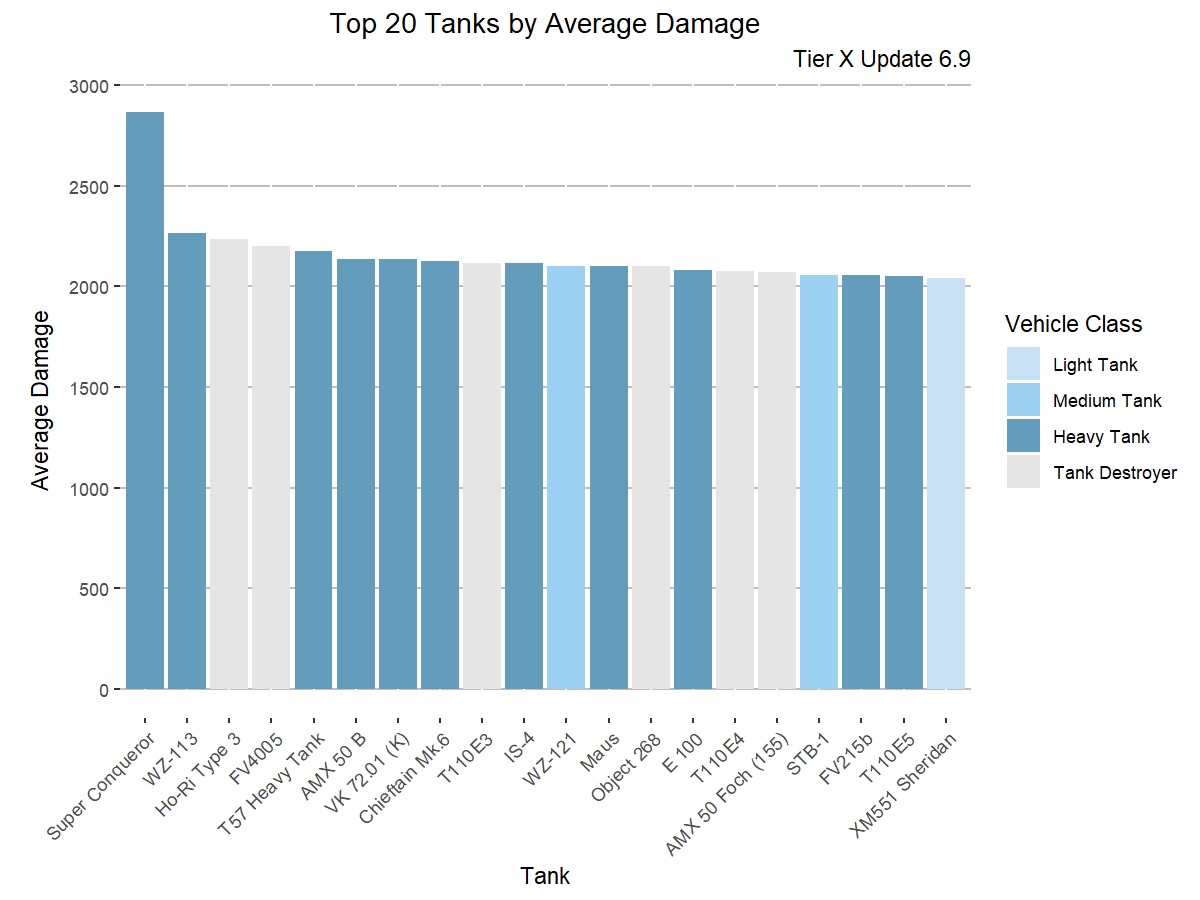 Top 20 Tanks by Average Damage
Tier X Update 6.9
3000
2500
2000
1500
1000
500
0
Average Damage
Super Conqueror
WZ-113
Ho-Ri Type 3
FV4005
T57 Heavy Tank
AMX 50 B
VK 72.01 (K)
Chieftain Mk.6
T110E3
IS-4
WZ-121
Maus
Object 268
E 100
T110E4
AMX 50 Foch (155)
STB-1
FV215b
T110E5
XM551 Sheridan
Tank
Vehicle Class
Light Tank
Medium Tank
Heavy Tank
Tank Destroyer